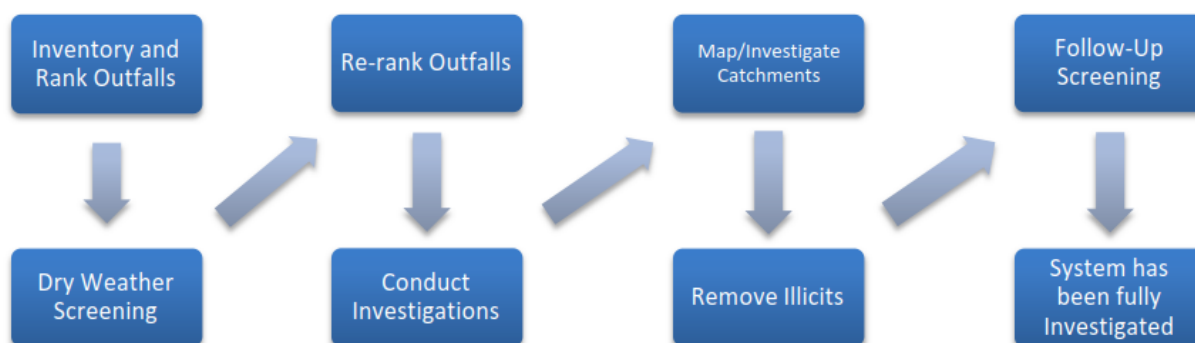 Inventory and
Rank Outfalls
Dry Weather
Screening
Re-rank Outfalls
Conduct
Investigations
Map/Investigate
Catchments
Remove Illicits
Follow-Up
Screening
System has
been fully
Investigated